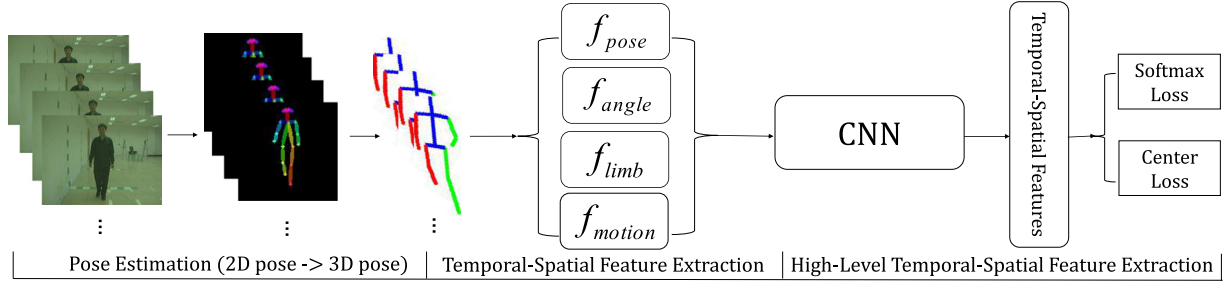 f_pose
f_angle
f_limb
f_motion
CNN
Temporal-Spatial Features
Softmax
Loss
Center
Loss
Pose Estimation (2D pose -> 3D pose)
Temporal-Spatial Feature Extraction
High-Level Temporal-Spatial Feature Extraction